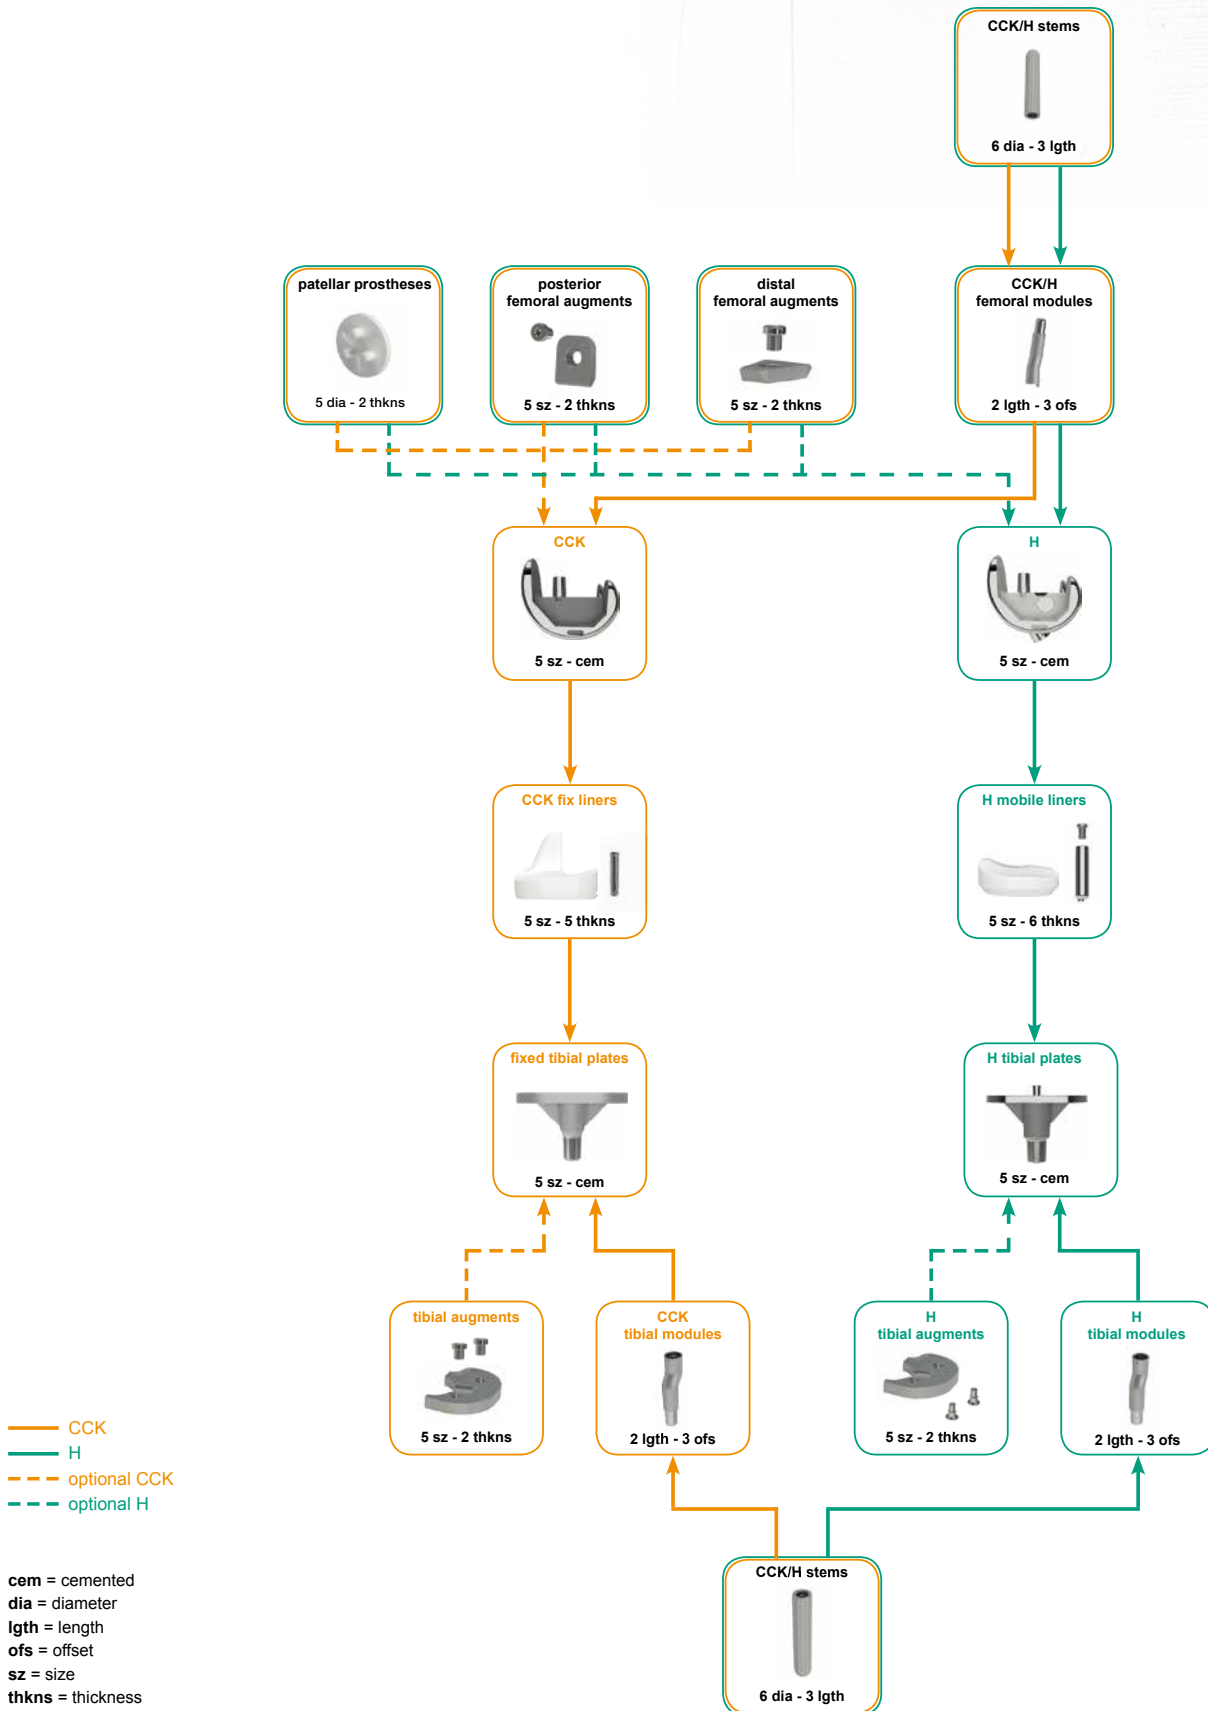 CCK/H stems
6 dia - 3 lgth
patellar prostheses
5 dia - 2 thkns
posterior
femoral augments
5 sz - 2 thkns
distal
femoral augments
5 sz - 2 thkns
CCK/H
femoral modules
2 lgth - 3 ofs
CCK
5 sz - cem
H
5 sz - cem
CCK fix liners
5 sz - 5 thkns
H mobile liners
5 sz - 6 thkns
fixed tibial plates
5 sz - cem
H tibial plates
5 sz - cem
tibial augments
5 sz - 2 thkns
CCK
tibial modules
2 lgth - 3 ofs
H
tibial augments
5 sz - 2 thkns
H
tibial modules
2 lgth - 3 ofs
CCK/H stems
6 dia - 3 lgth
CCK
H
optional CCK
optional H
cem = cemented
dia = diameter
lgth = length
ofs = offset
sz = size
thkns = thickness